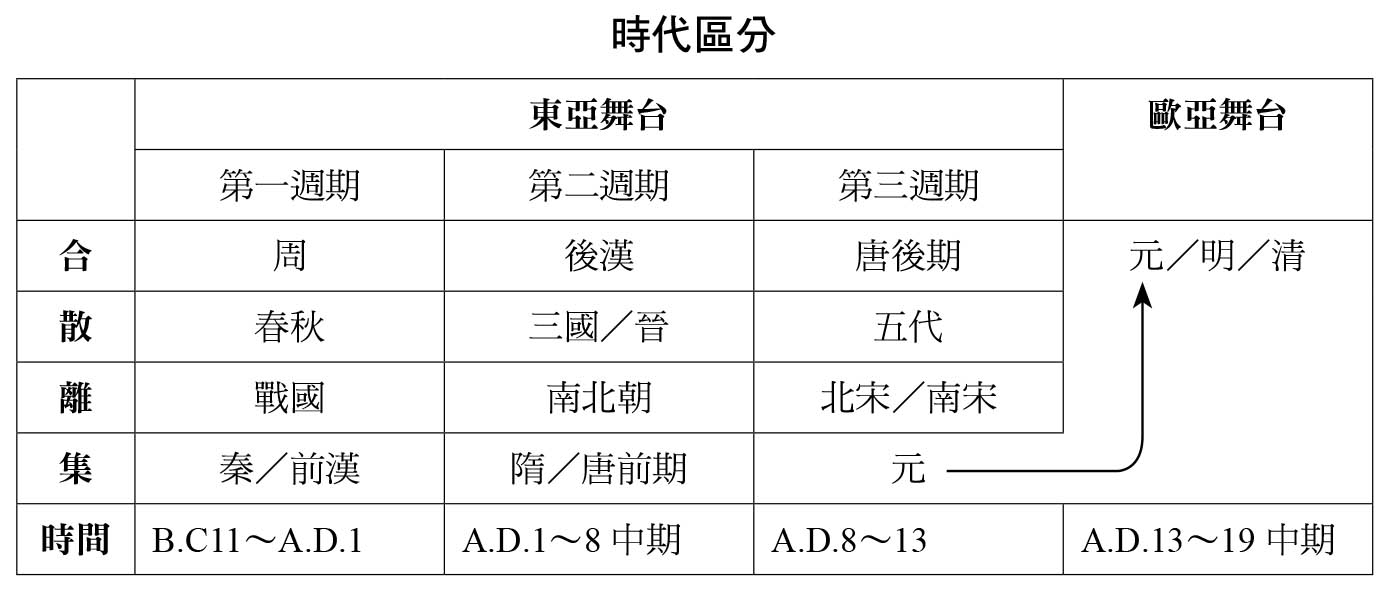 時代區分
東亞舞台 歐亞舞台
第一週期 第二週期 第三週期
合 周 後漢 唐後期 元／明／清
散 春秋 三國／晉 五代
離 戰國 南北朝 北宋／南宋
集 秦／前漢 隋／唐前期 元
時間 B.C11～A.D.1 A.D.1～8 中期 A.D.8～13 A.D.13～19 中期